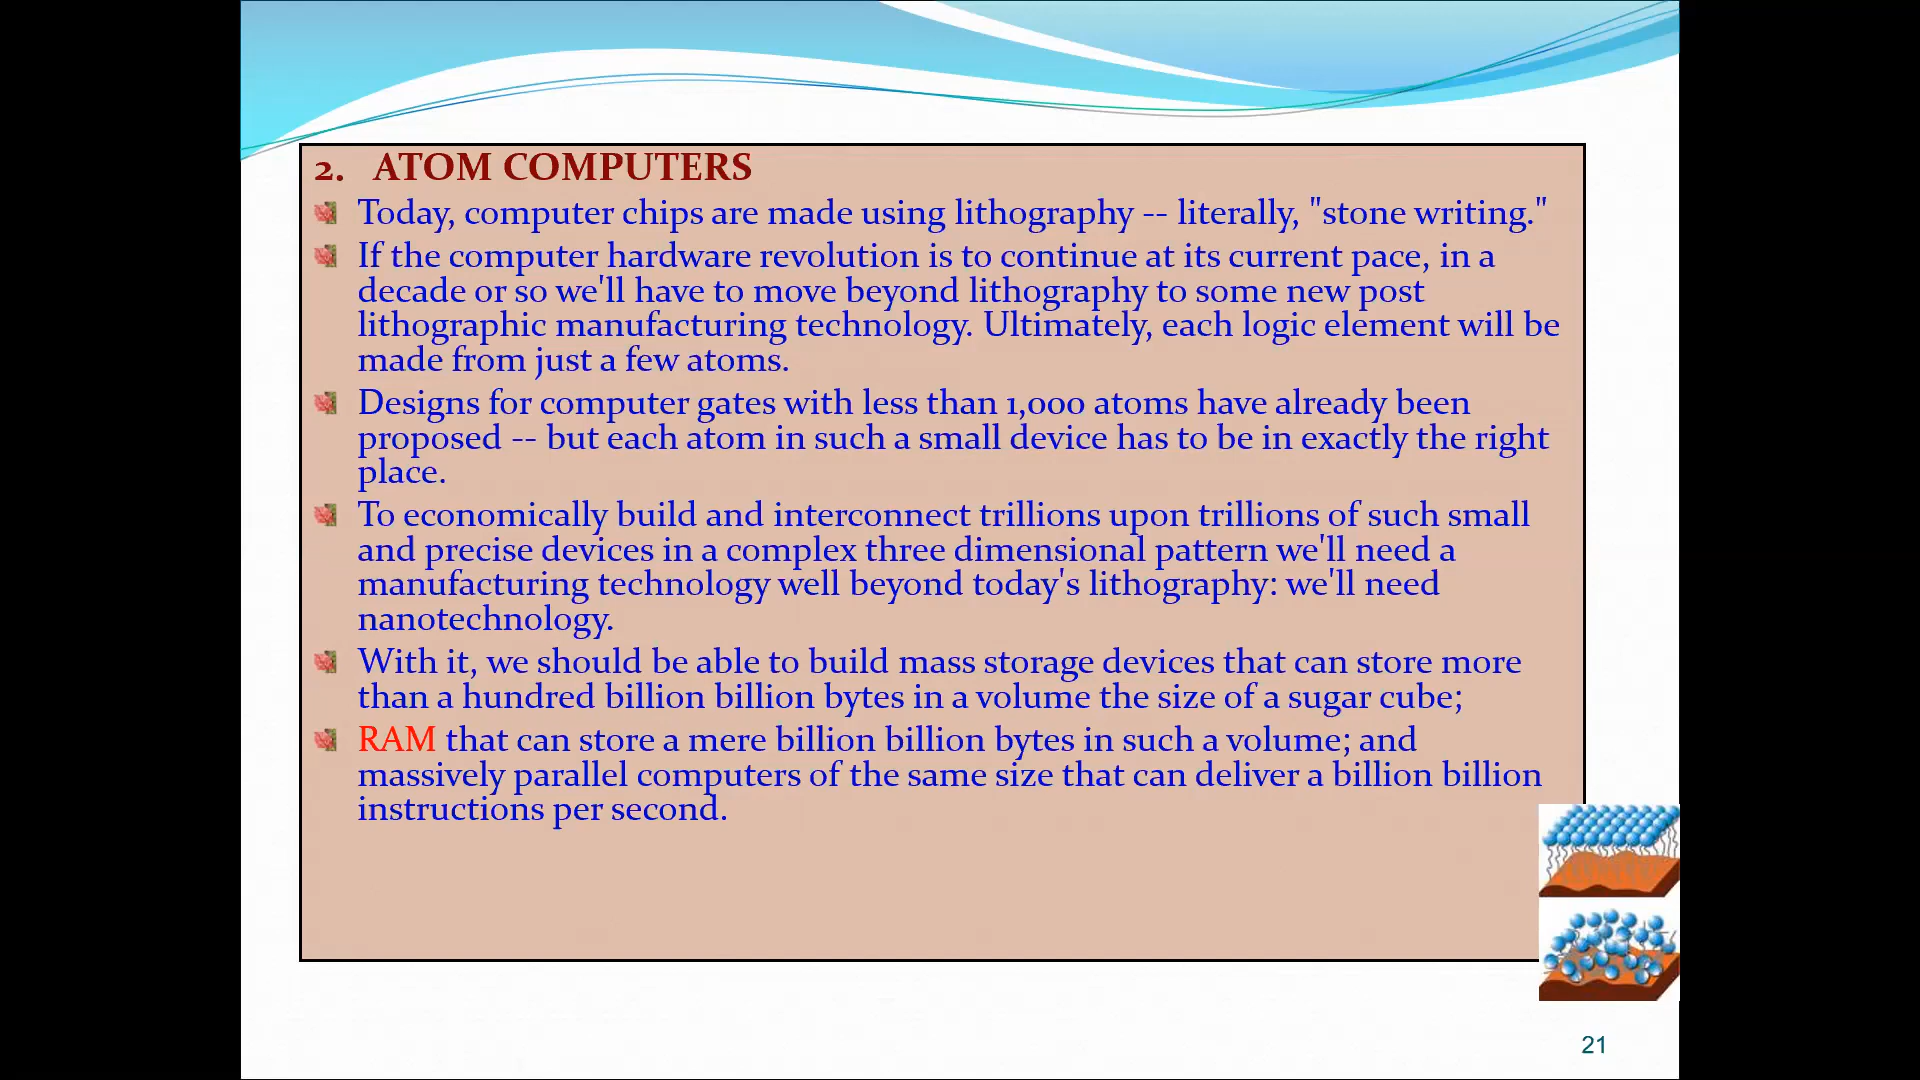 2. ATOM COMPUTERS
Today, computer chips are made using lithography -- literally, "stone writing."
If the computer hardware revolution is to continue at its current pace, in a
decade or so we'll have to move beyond lithography to some new post
lithographic manufacturing technology. Ultimately, each logic element will be
made from just a few atoms.
Designs for computer gates with less than 1,000 atoms have already been
proposed -- but each atom in such a small device has to be in exactly the right
place.
To economically build and interconnect trillions upon trillions of such small
and precise devices in a complex three dimensional pattern we'll need a
manufacturing technology well beyond today's lithography: we'll need
nanotechnology.
With it, we should be able to build mass storage devices that can store more
than a hundred billion billion bytes in a volume the size of a sugar cube;
RAM that can store a mere billion billion bytes in such a volume; and
massively parallel computers of the same size that can deliver a billion billion
instructions per second.
21